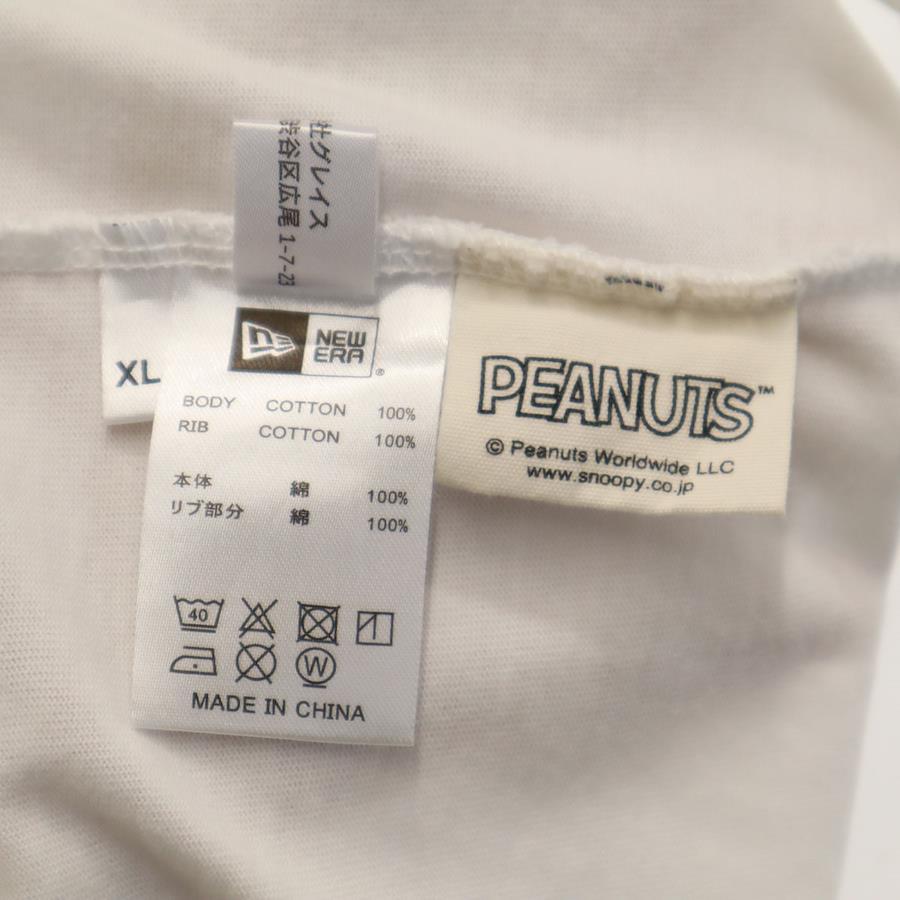 社グレイス
渋谷区広尾 1-7-23
XL
NEW ERA®
BODY COTTON 100%
RIB COTTON 100%
本体 綿 100%
リブ部分 綿 100%
40
W
MADE IN CHINA
PEANUTS™
© Peanuts Worldwide LLC
www.snoopy.co.jp